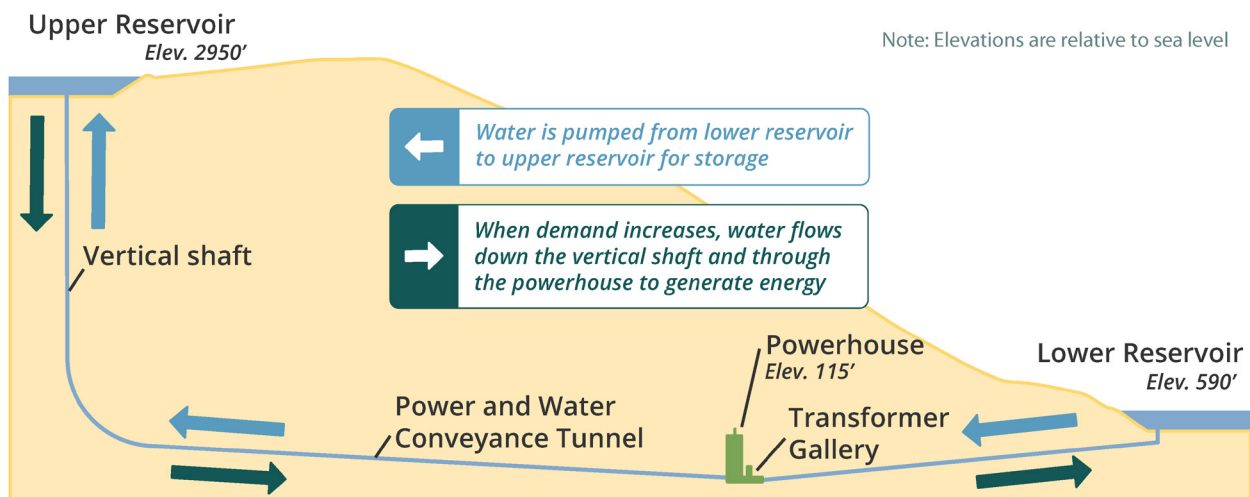 Upper Reservoir
Elev. 2950’
Note: Elevations are relative to sea level
Water is pumped from lower reservoir
to upper reservoir for storage
When demand increases, water flows
down the vertical shaft and through
the powerhouse to generate energy
Vertical shaft
Powerhouse
Elev. 115’
Lower Reservoir
Elev. 590’
Power and Water
Conveyance Tunnel
Transformer
Gallery